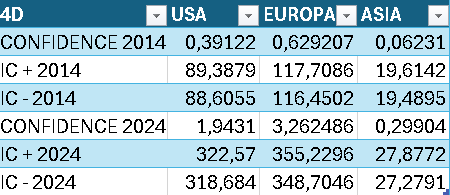 4D USA EUROPA ASIA
CONFIDENCE 2014 0,39122 0,629207 0,06231
IC + 2014 89,3879 117,7086 19,6142
IC - 2014 88,6055 116,4502 19,4895
CONFIDENCE 2024 1,9431 3,262486 0,29904
IC + 2024 322,57 355,2296 27,8772
IC - 2024 318,684 348,7046 27,2791